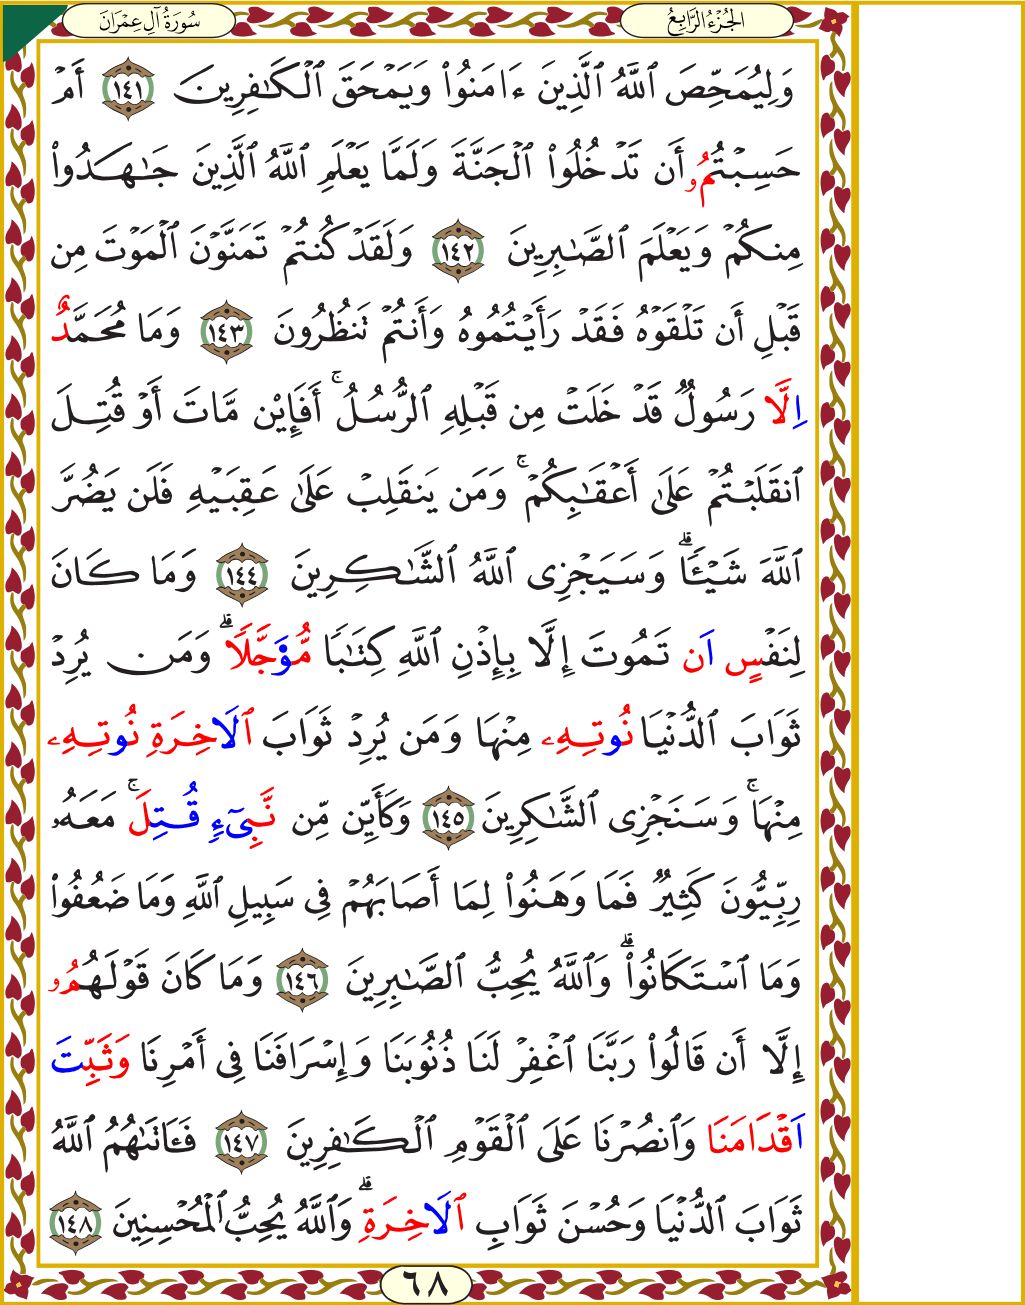 سُورَةُ آلِ عِمْرَانَ
الجُزْءُ الرَّابِعُ
وَلِيُمَحِّصَ ٱللَّهُ ٱلَّذِينَ ءَامَنُواْ وَيَمْحَقَ ٱلْكَٰفِرِينَ ١٤١ أَمْ
حَسِبْتُمُۥ أَن تَدْخُلُواْ ٱلْجَنَّةَ وَلَمَّا يَعْلَمِ ٱللَّهُ ٱلَّذِينَ جَٰهَدُواْ
مِنكُمْ وَيَعْلَمَ ٱلصَّٰبِرِينَ ١٤٢ وَلَقَدْ كُنتُمْ تَمَنَّوْنَ ٱلْمَوْتَ مِن
قَبْلِ أَن تَلْقَوْهُ فَقَدْ رَأَيْتُمُوهُ وَأَنتُمْ تَنظُرُونَ ١٤٣ وَمَا مُحَمَّدٌ
اِلَّا رَسُولٌ قَدْ خَلَتْ مِن قَبْلِهِ ٱلرُّسُلُ ۚ أَفَإِيْن مَّاتَ أَوْ قُتِلَ
ٱنقَلَبْتُمْ عَلَىٰ أَعْقَٰبِكُمْ ۚ وَمَن يَنقَلِبْ عَلَىٰ عَقِبَيْهِ فَلَن يَضُرَّ
ٱللَّهَ شَيْـًٔا ۗ وَسَيَجْزِى ٱللَّهُ ٱلشَّٰكِرِينَ ١٤٤ وَمَا كَانَ
لِنَفْسٍ اَن تَمُوتَ إِلَّا بِإِذْنِ ٱللَّهِ كِتَٰبًا مُّوَجَّلًا ۗ وَمَن يُرِدْ
ثَوَابَ ٱلدُّنْيَا نُوتِهِۦ مِنْهَا وَمَن يُرِدْ ثَوَابَ ٱلَاخِرَةِ نُوتِهِۦ
مِنْهَا ۚ وَسَنَجْزِى ٱلشَّٰكِرِينَ ١٤٥ وَكَأَيِّن مِّن نَّبِىٓءٍ قُتِلَ ۚ مَعَهُۥ
رِبِّيُّونَ كَثِيرٌ فَمَا وَهَنُواْ لِمَا أَصَابَهُمْ فِى سَبِيلِ ٱللَّهِ وَمَا ضَعُفُواْ
وَمَا ٱسْتَكَانُواْ ۗ وَٱللَّهُ يُحِبُّ ٱلصَّٰبِرِينَ ١٤٦ وَمَا كَانَ قَوْلَهُمُۥ
إِلَّا أَن قَالُواْ رَبَّنَا ٱغْفِرْ لَنَا ذُنُوبَنَا وَإِسْرَافَنَا فِى أَمْرِنَا وَثَبِّتَ
اَقْدَامَنَا وَٱنصُرْنَا عَلَى ٱلْقَوْمِ ٱلْكَٰفِرِينَ ١٤٧ فَـَٔاتَىٰهُمُ ٱللَّهُ
ثَوَابَ ٱلدُّنْيَا وَحُسْنَ ثَوَابِ ٱلَاخِرَةِ ۗ وَٱللَّهُ يُحِبُّ ٱلْمُحْسِنِينَ ١٤٨
٦٨